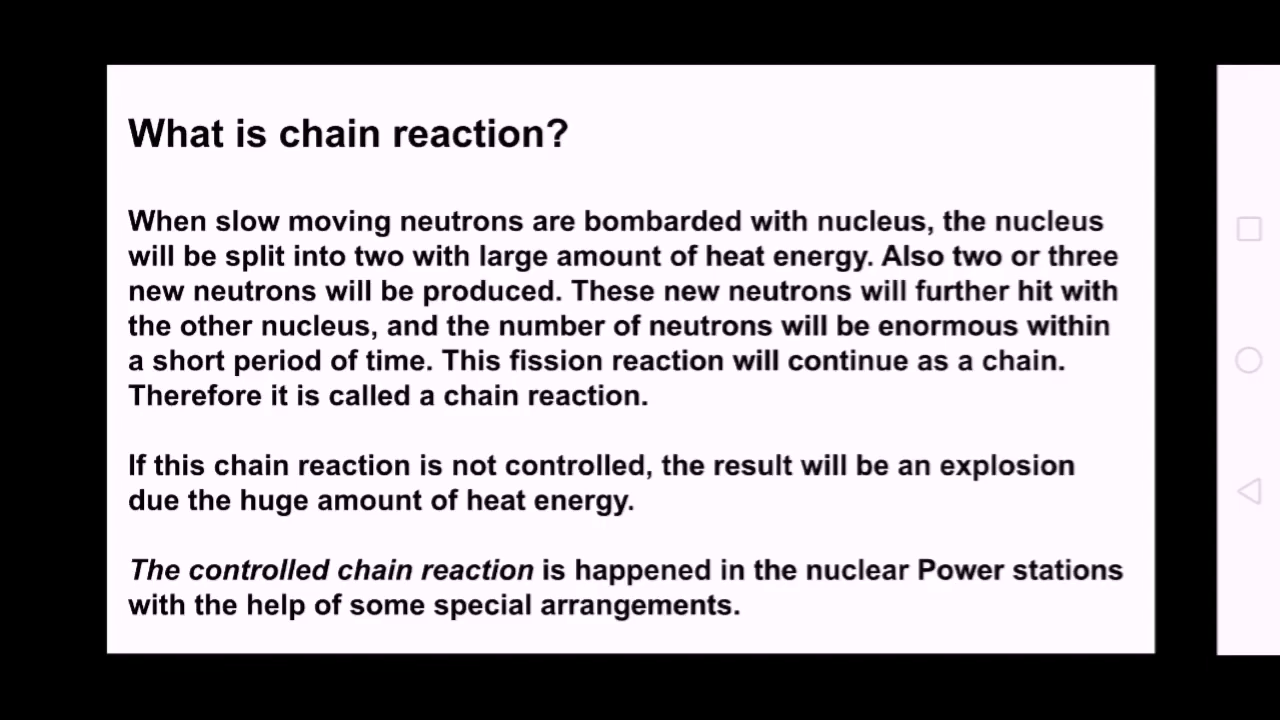 What is chain reaction?
When slow moving neutrons are bombarded with nucleus, the nucleus
will be split into two with large amount of heat energy. Also two or three
new neutrons will be produced. These new neutrons will further hit with
the other nucleus, and the number of neutrons will be enormous within
a short period of time. This fission reaction will continue as a chain.
Therefore it is called a chain reaction.
If this chain reaction is not controlled, the result will be an explosion
due the huge amount of heat energy.
The controlled chain reaction is happened in the nuclear Power stations
with the help of some special arrangements.